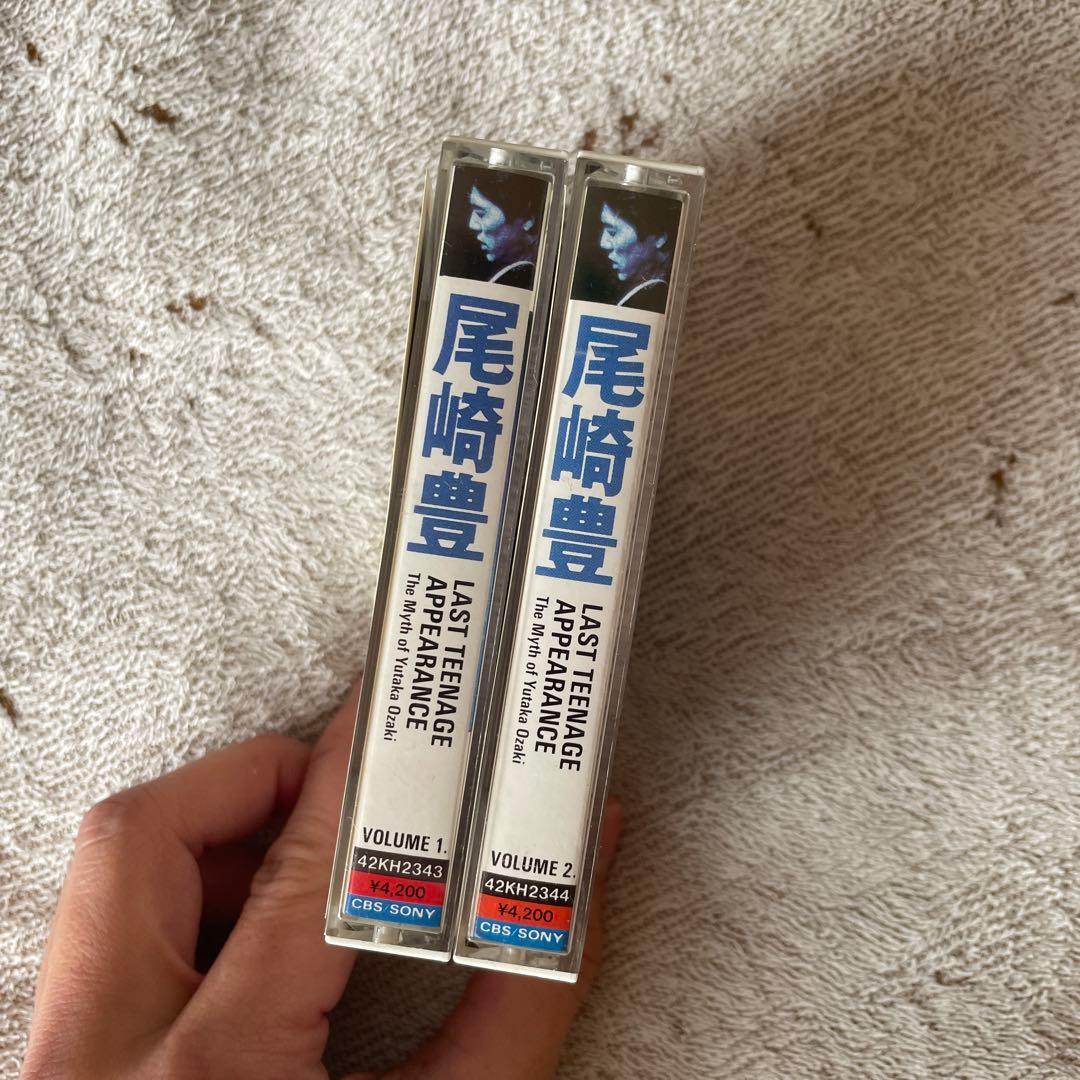 尾崎豊
LAST TEENAGE
APPEARANCE
The Myth of Yutaka Ozaki
VOLUME 1.
42KH2343
¥4,200
CBS/SONY
尾崎豊
LAST TEENAGE
APPEARANCE
The Myth of Yutaka Ozaki
VOLUME 2.
42KH2344
¥4,200
CBS/SONY